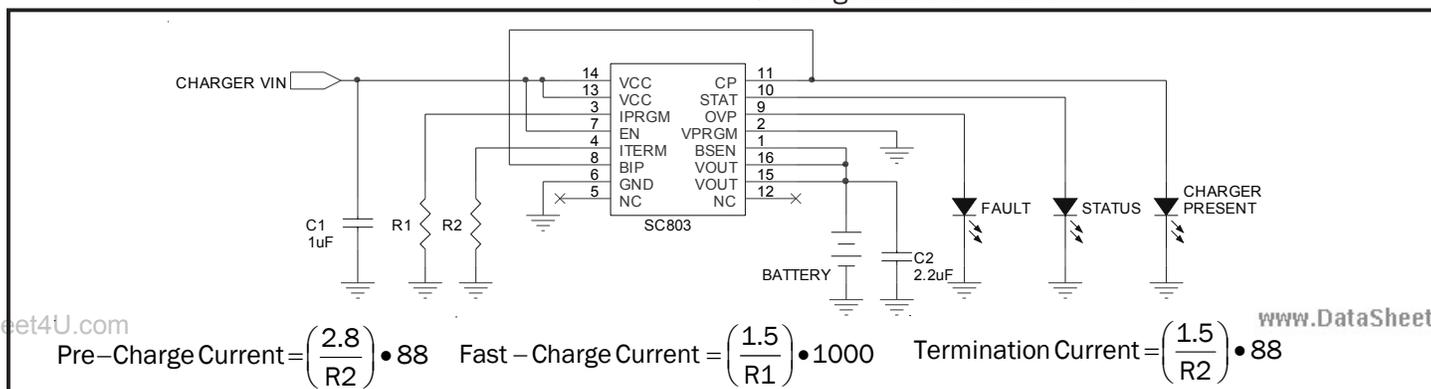 CHARGER VIN
14 VCC CP 11
13 VCC STAT 10
3 IPRGM OVP 9
7 EN VPRGM 2
4 ITERM BSEN 1
8 BIP VOUT 16
6 GND VOUT 15
5 NC NC 12
SC803
C1
1uF
R1
R2
BATTERY
C2
2.2uF
FAULT
STATUS
CHARGER
PRESENT
eet4U.com
www.DataSheet
Pre–Charge Current = (2.8 / R2) • 88
Fast – Charge Current = (1.5 / R1) • 1000
Termination Current = (1.5 / R2) • 88